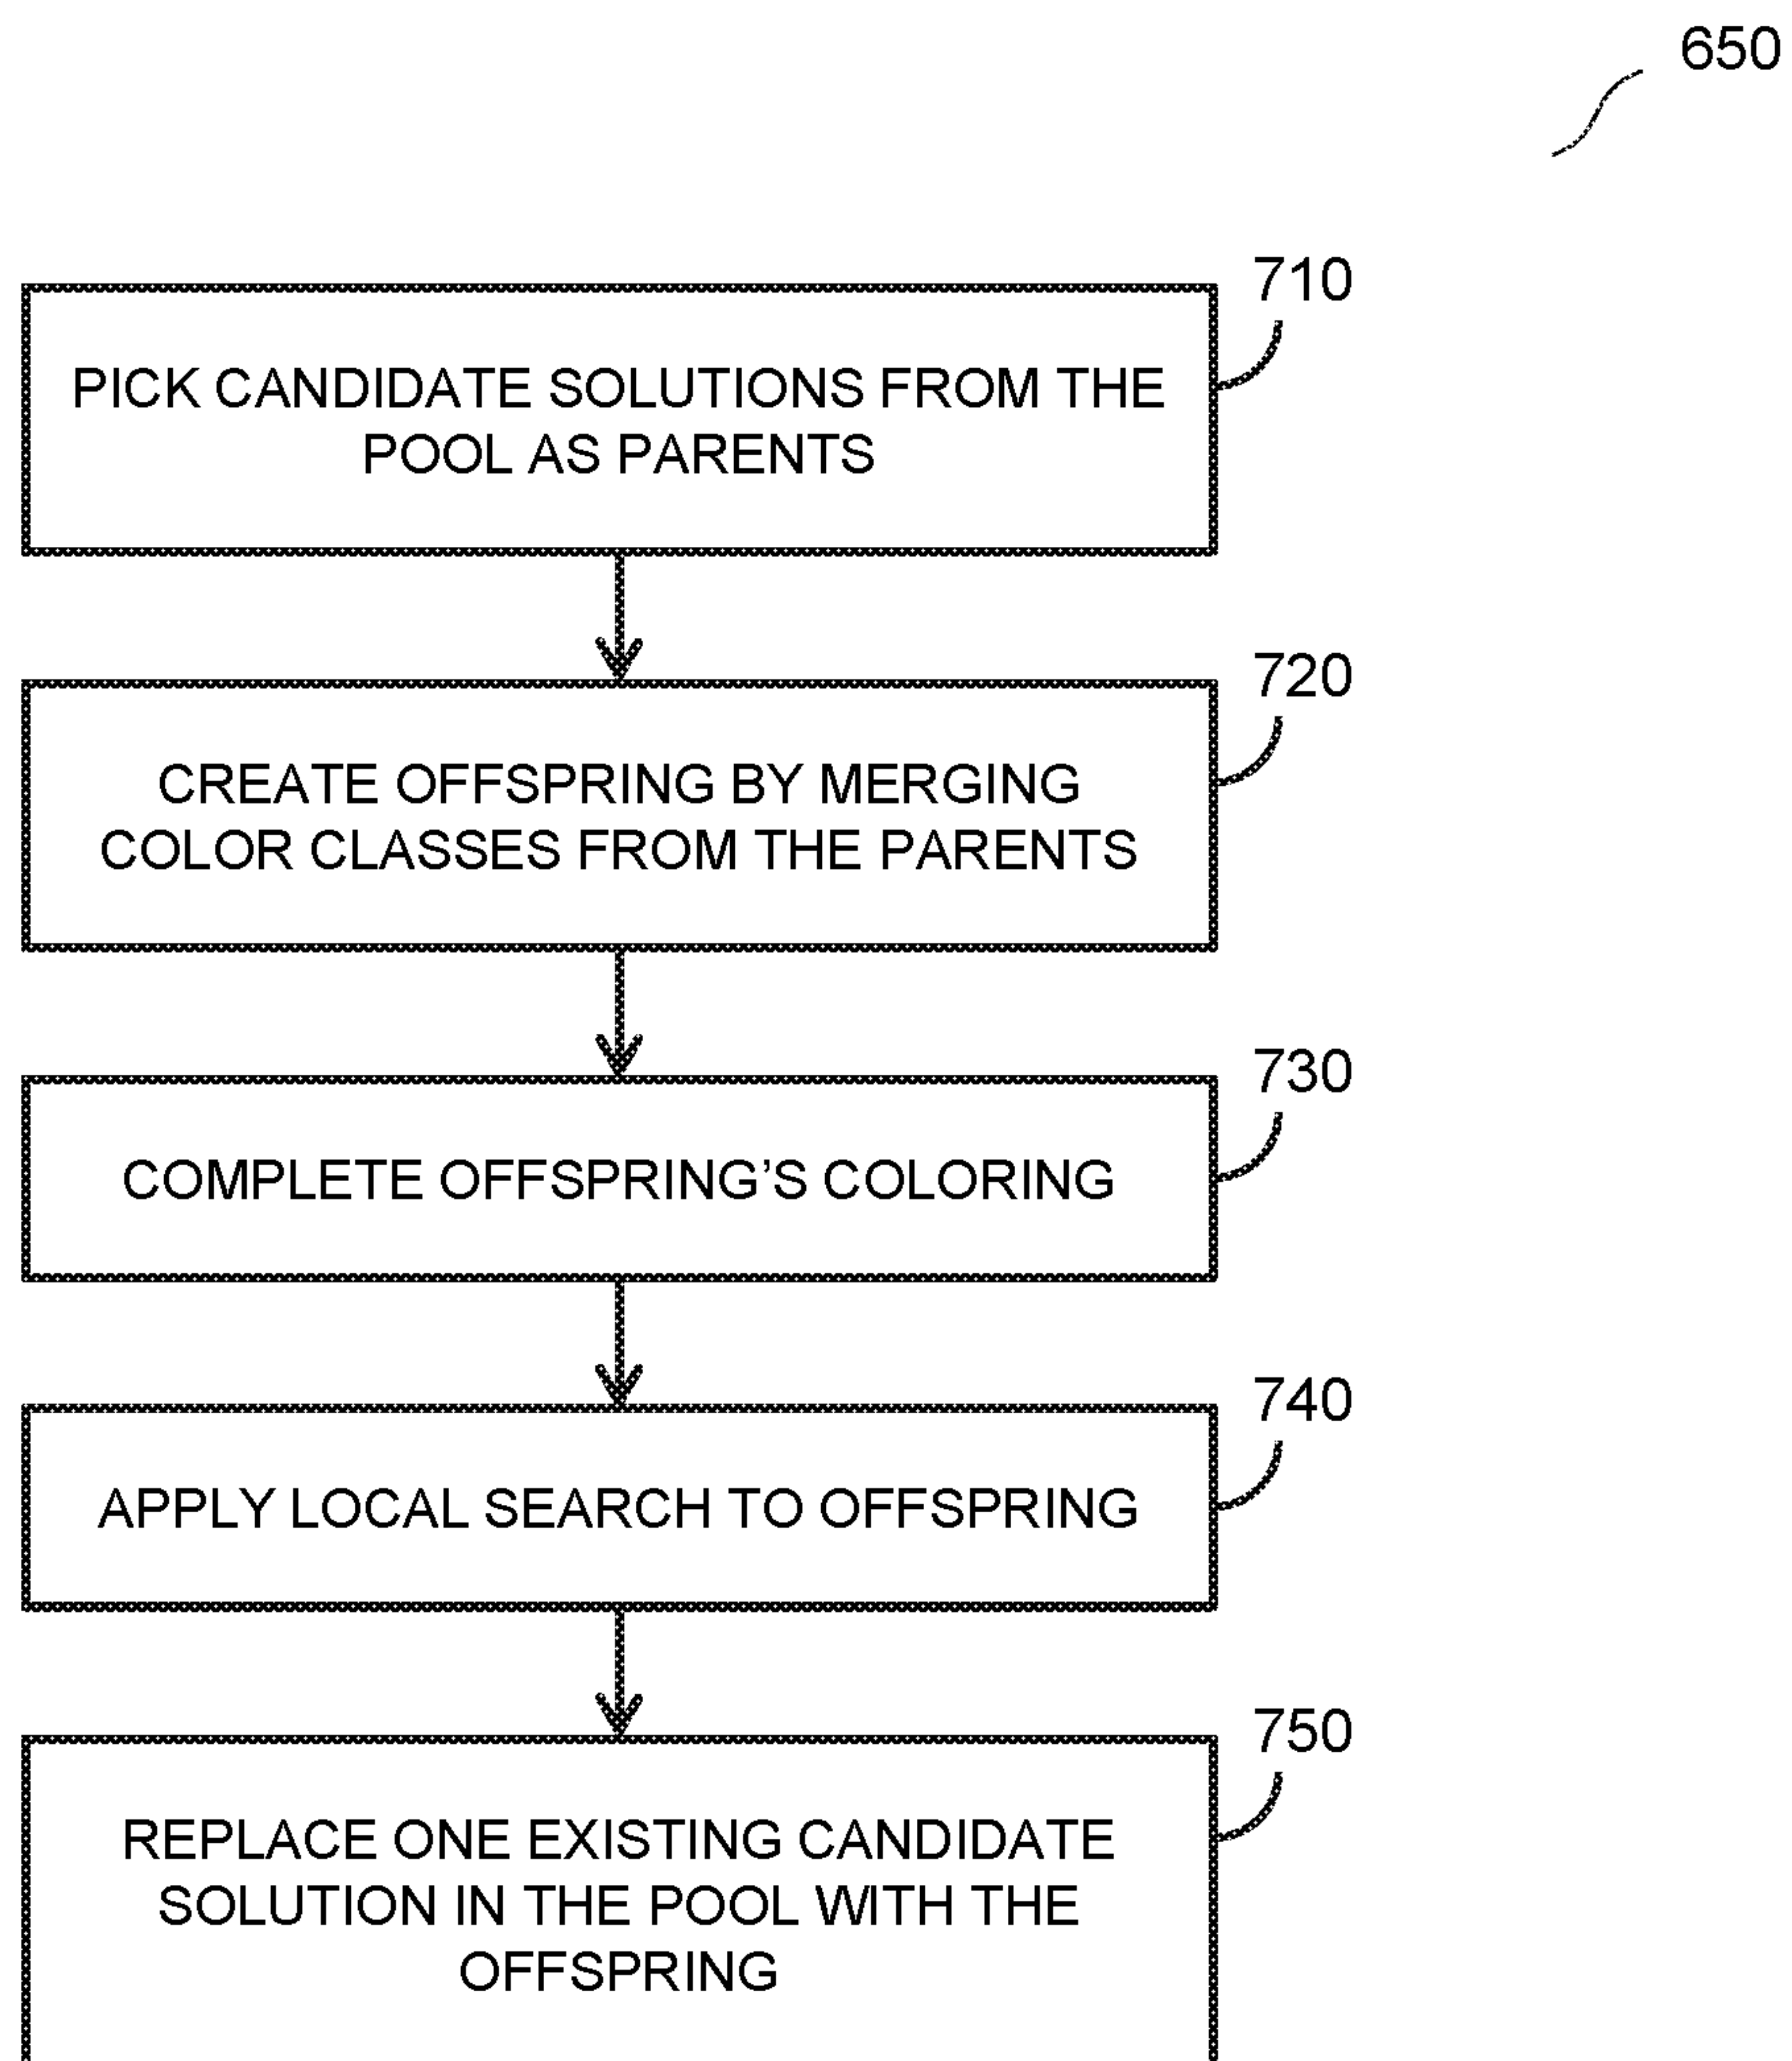 650
710
PICK CANDIDATE SOLUTIONS FROM THE
POOL AS PARENTS
720
CREATE OFFSPRING BY MERGING
COLOR CLASSES FROM THE PARENTS
730
COMPLETE OFFSPRING’S COLORING
740
APPLY LOCAL SEARCH TO OFFSPRING
750
REPLACE ONE EXISTING CANDIDATE
SOLUTION IN THE POOL WITH THE
OFFSPRING